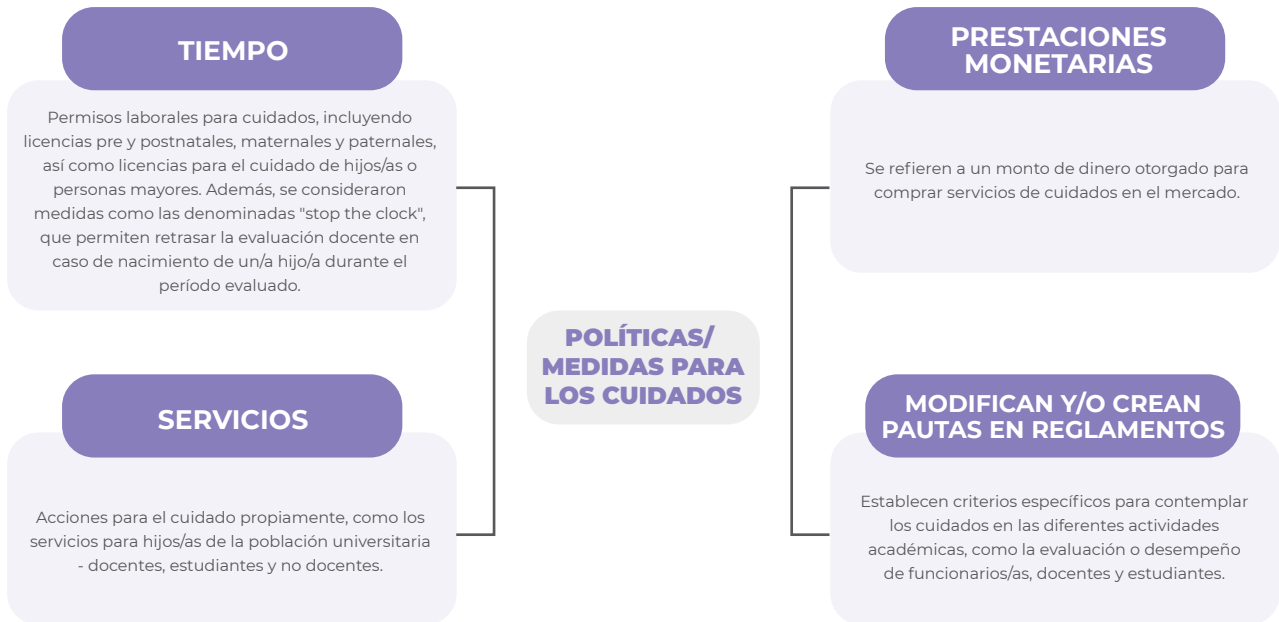 TIEMPO
Permisos laborales para cuidados, incluyendo
licencias pre y postnatales, maternales y paternales,
así como licencias para el cuidado de hijos/as o
personas mayores. Además, se consideraron
medidas como las denominadas "stop the clock",
que permiten retrasar la evaluación docente en
caso de nacimiento de un/a hijo/a durante el
período evaluado.
SERVICIOS
Acciones para el cuidado propiamente, como los
servicios para hijos/as de la población universitaria
- docentes, estudiantes y no docentes.
POLÍTICAS/
MEDIDAS PARA
LOS CUIDADOS
PRESTACIONES
MONETARIAS
Se refieren a un monto de dinero otorgado para
comprar servicios de cuidados en el mercado.
MODIFICAN Y/O CREAN
PAUTAS EN REGLAMENTOS
Establecen criterios específicos para contemplar
los cuidados en las diferentes actividades
académicas, como la evaluación o desempeño
de funcionarios/as, docentes y estudiantes.